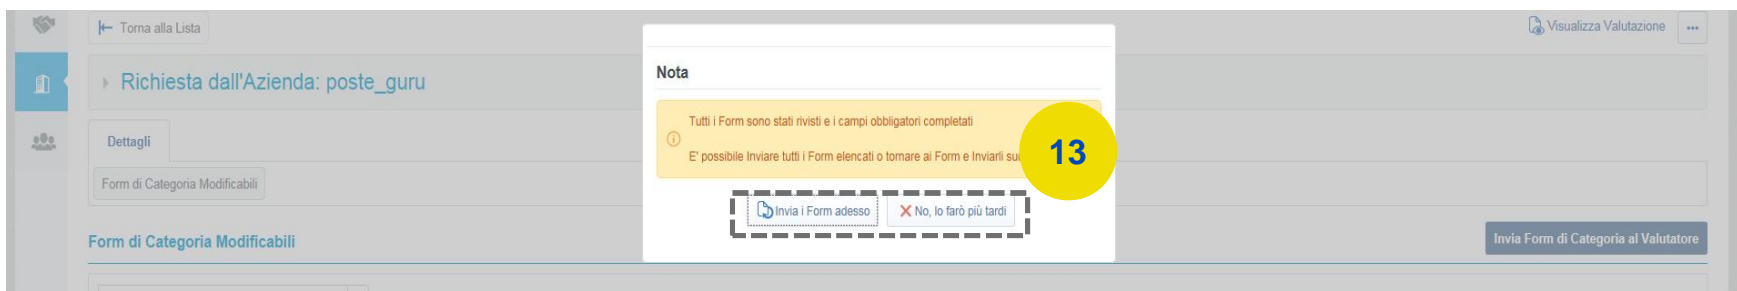 Torna alla Lista
Visualizza Valutazione
Richiesta dall'Azienda: poste_guru
Nota
Tutti i Form sono stati rivisti e i campi obbligatori completati
E' possibile Inviare tutti i Form elencati o tornare ai Form e Inviarli
13
Dettagli
Form di Categoria Modificabili
Invia i Form adesso
No, lo farò più tardi
Form di Categoria Modificabili
Invia Form di Categoria al Valutatore